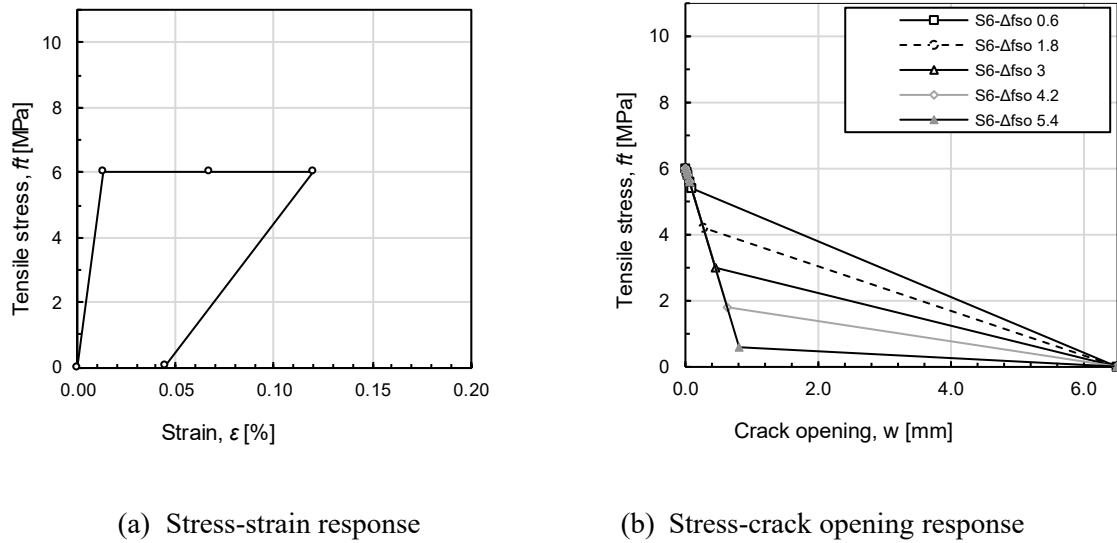 10
8
6
4
2
0
Tensile stress, ft [MPa]
0.00 0.05 0.10 0.15 0.20
Strain, ε [%]
(a) Stress-strain response
10
8
6
4
2
0
Tensile stress, ft [MPa]
S6-Δfso 0.6
S6-Δfso 1.8
S6-Δfso 3
S6-Δfso 4.2
S6-Δfso 5.4
0.0 2.0 4.0 6.0
Crack opening, w [mm]
(b) Stress-crack opening response